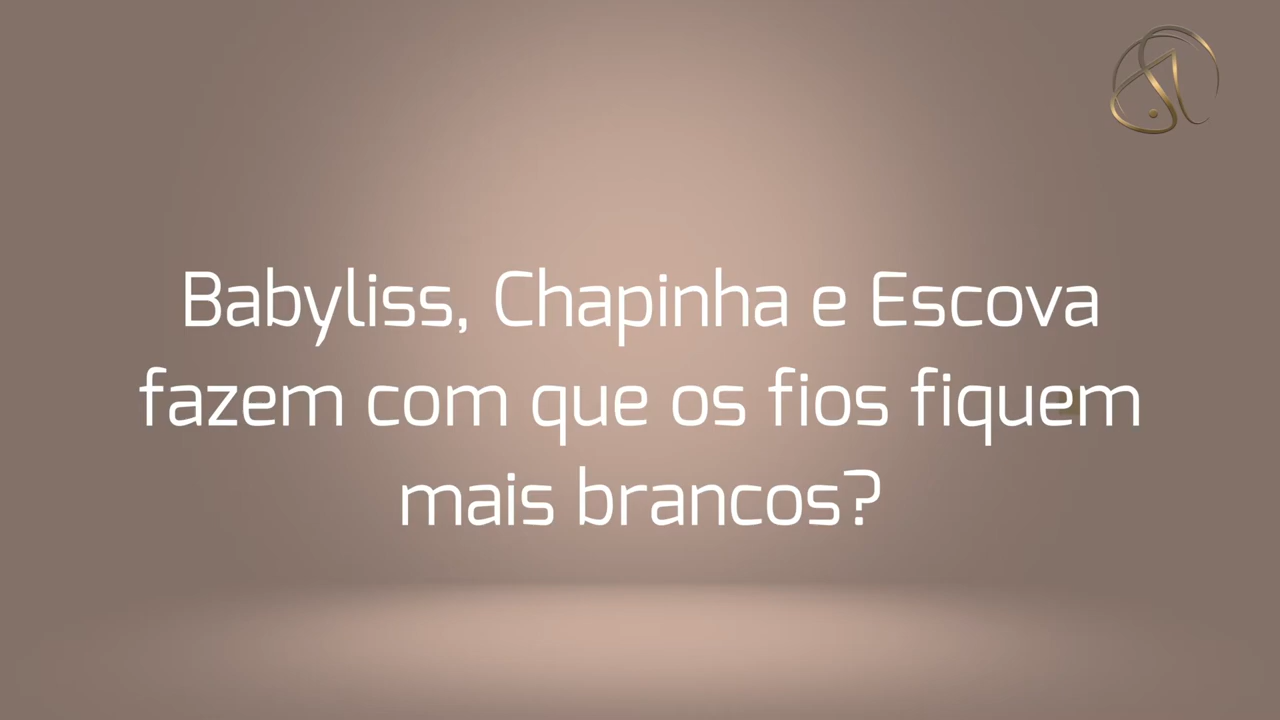 Babyliss, Chapinha e Escova
fazem com que os fios fiquem
mais brancos?